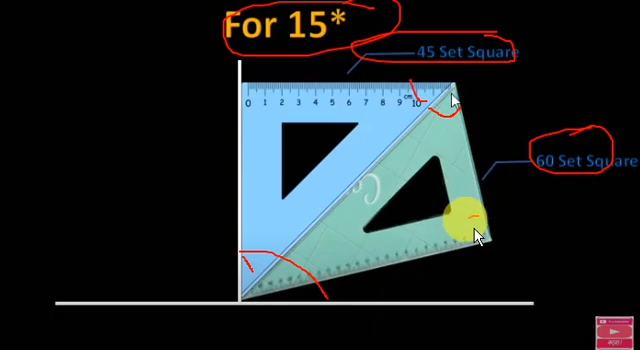 For 15*
45 Set Square
0 1 2 3 4 5 6 7 8 9 10
cm
60 Set Square